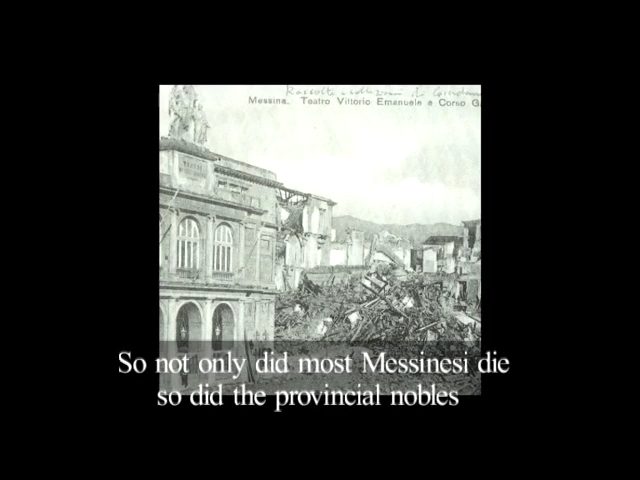 Messina. Teatro Vittorio Emanuele e Corso G
So not only did most Messinesi die
so did the provincial nobles